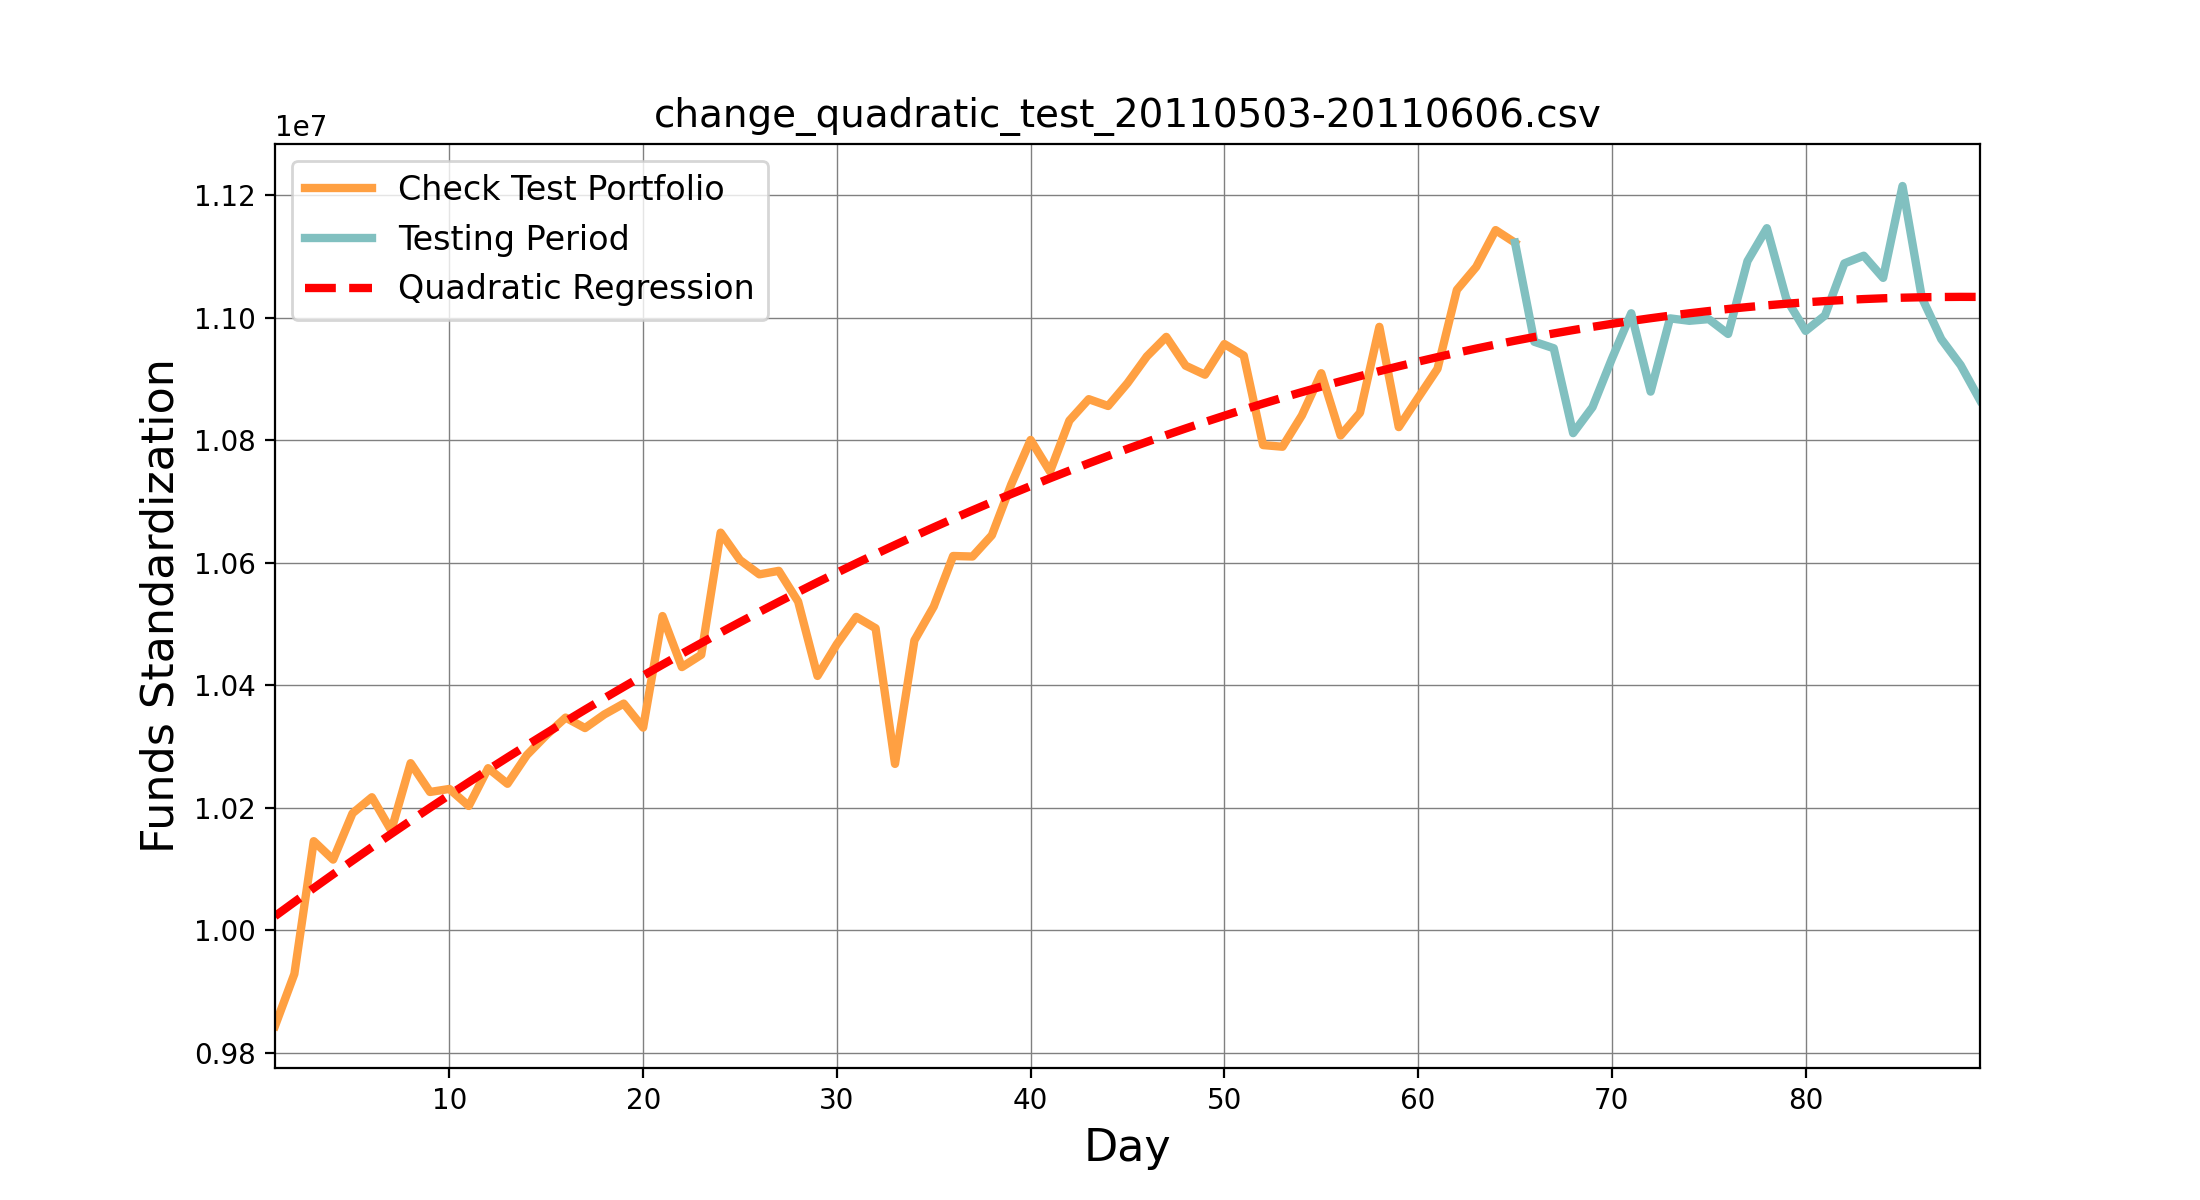 change_quadratic_test_20110503-20110606.csv
1e7
Check Test Portfolio
Testing Period
Quadratic Regression
Funds Standardization
1.12
1.10
1.08
1.06
1.04
1.02
1.00
0.98
10 20 30 40 50 60 70 80
Day